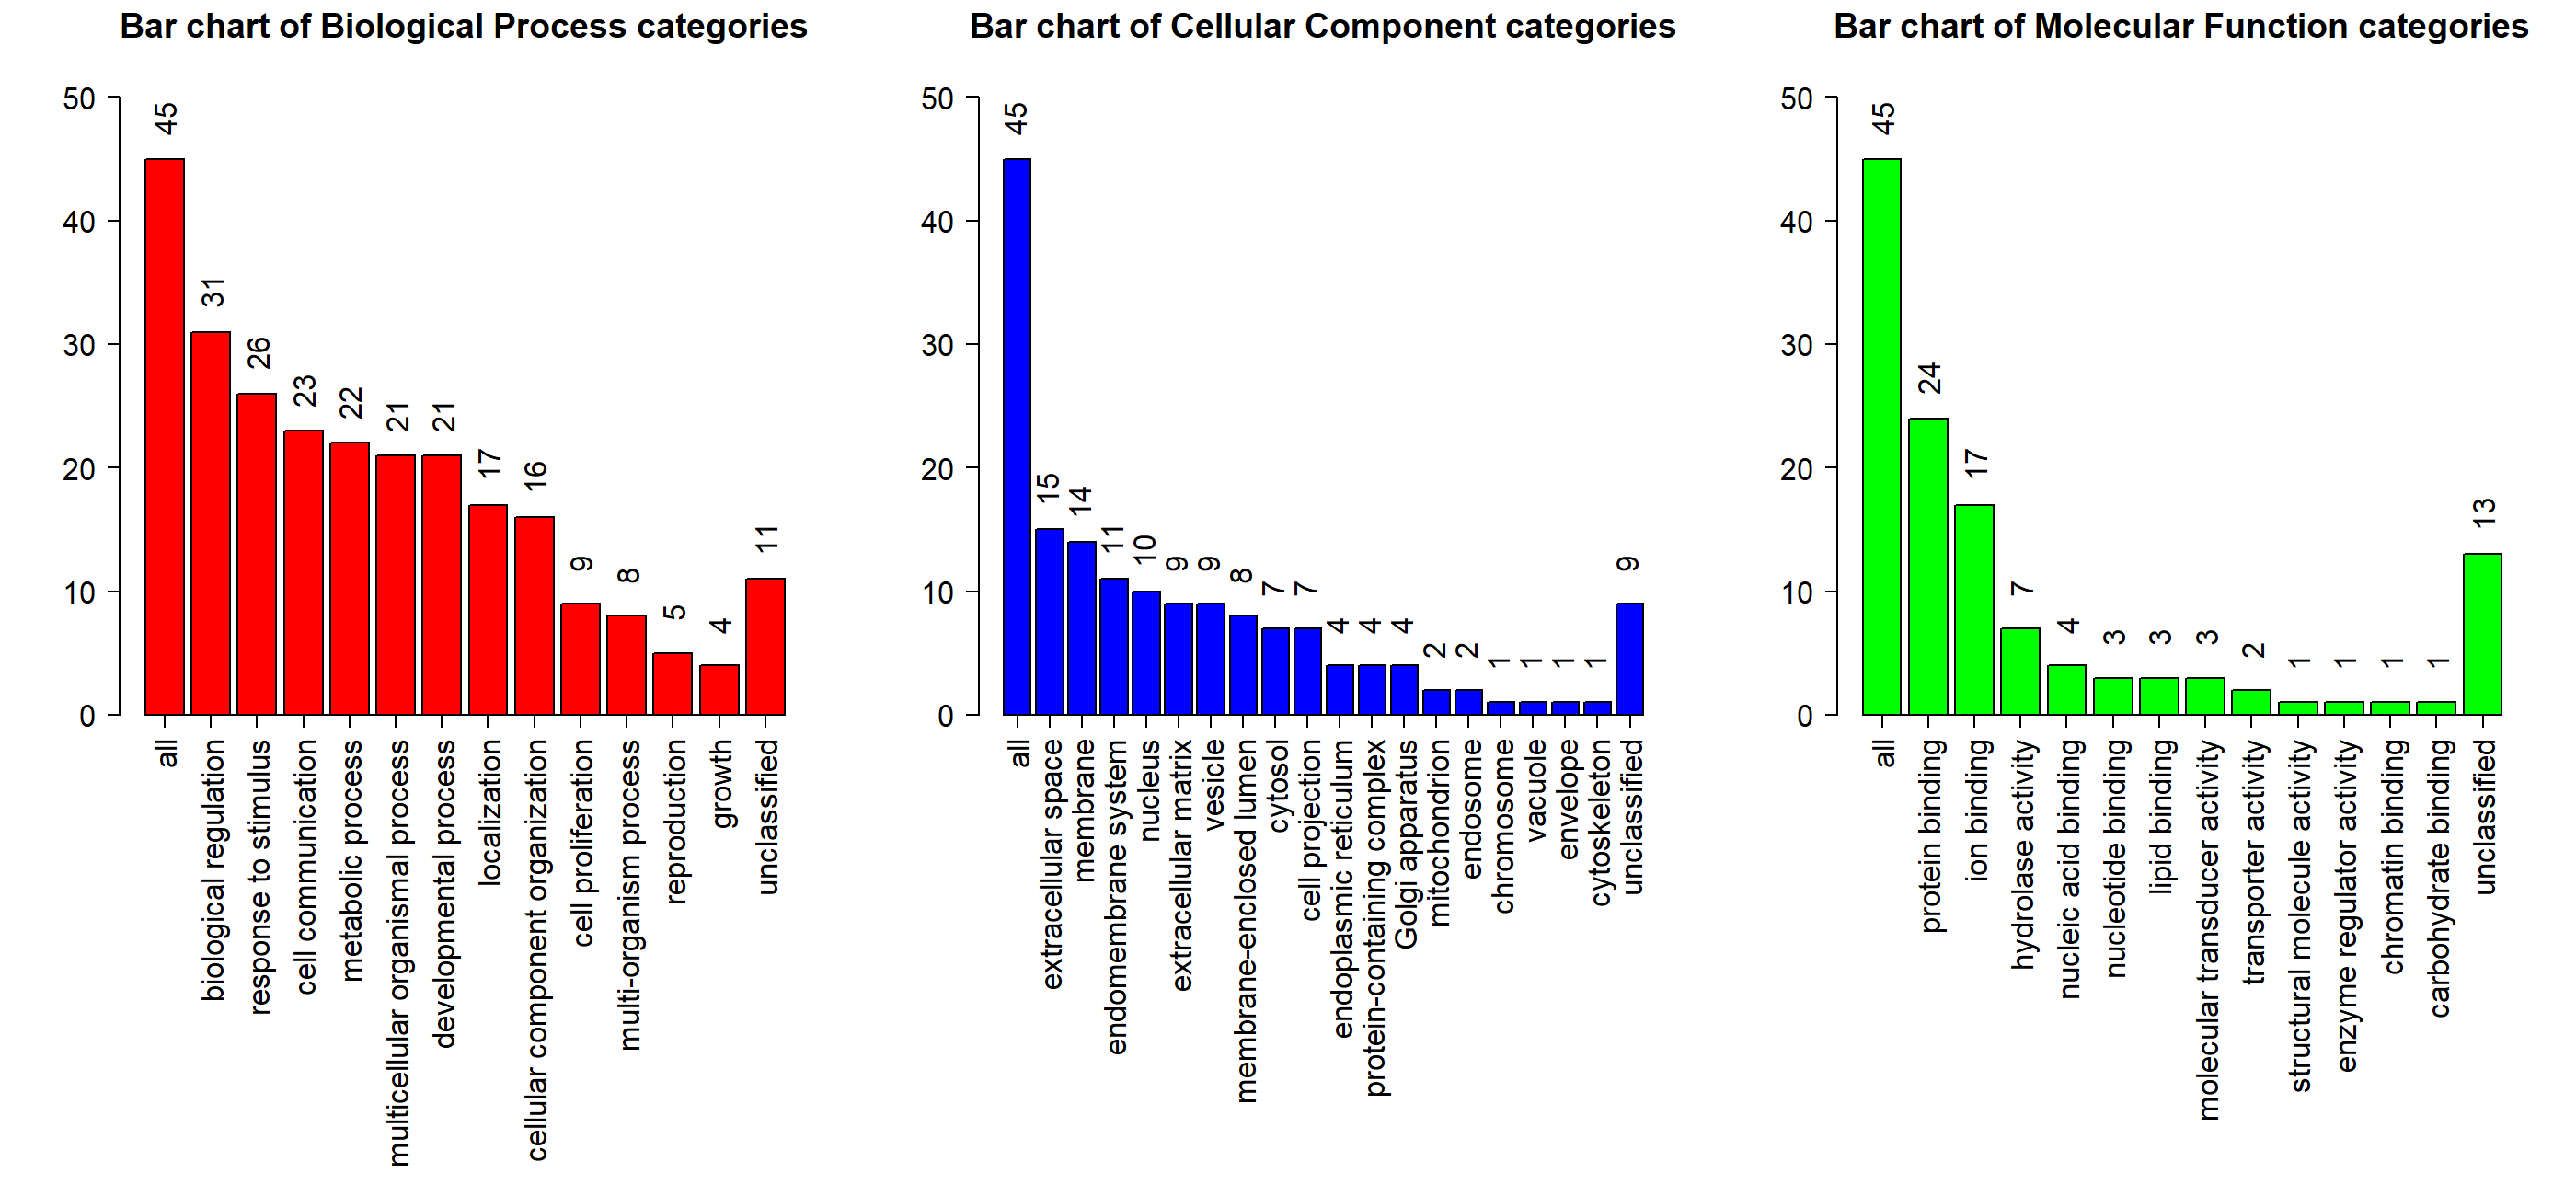 Bar chart of Biological Process categories
50
40
30
20
10
0
45
31
26
23
22
21
21
17
16
9
8
5
4
11
all
biological regulation
response to stimulus
cell communication
metabolic process
multicellular organismal process
developmental process
localization
cellular component organization
cell proliferation
multi-organism process
reproduction
growth
unclassified
Bar chart of Cellular Component categories
50
40
30
20
10
0
45
15
14
11
10
9
9
8
7
7
4
4
4
2
2
1
1
1
1
9
all
extracellular space
membrane
endomembrane system
nucleus
extracellular matrix
vesicle
membrane-enclosed lumen
cytosol
cell projection
endoplasmic reticulum
protein-containing complex
Golgi apparatus
mitochondrion
endosome
chromosome
vacuole
envelope
cytoskeleton
unclassified
Bar chart of Molecular Function categories
50
40
30
20
10
0
45
24
17
7
4
3
3
3
2
1
1
1
1
13
all
protein binding
ion binding
hydrolase activity
nucleic acid binding
nucleotide binding
lipid binding
molecular transducer activity
transporter activity
structural molecule activity
enzyme regulator activity
chromatin binding
carbohydrate binding
unclassified